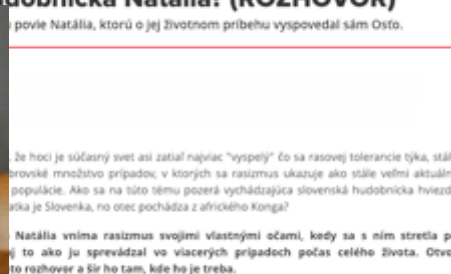 udobníčka Natália? (ROZHOVOR)
povie Natália, ktorú o jej životnom príbehu vyspovedal sám Osťo.
, že hoci je súčasný svet asi zatiaľ najviac "vyspelý" čo sa rasovej tolerancie týka, stál
brovské množstvo prípadov, v ktorých sa rasizmus ukazuje ako stále veľmi aktuáln
populácie. Ako sa na túto tému pozerá vychádzajúca slovenská hudobníčka hviezd
atka je Slovenka, no otec pochádza z afrického Konga?
Natália vníma rasizmus svojimi vlastnými očami, kedy sa s ním stretla p
j to ako ju sprevádzal vo viacerých prípadoch počas celého života. Otvo
to rozhovor a šír ho tam, kde ho je treba.